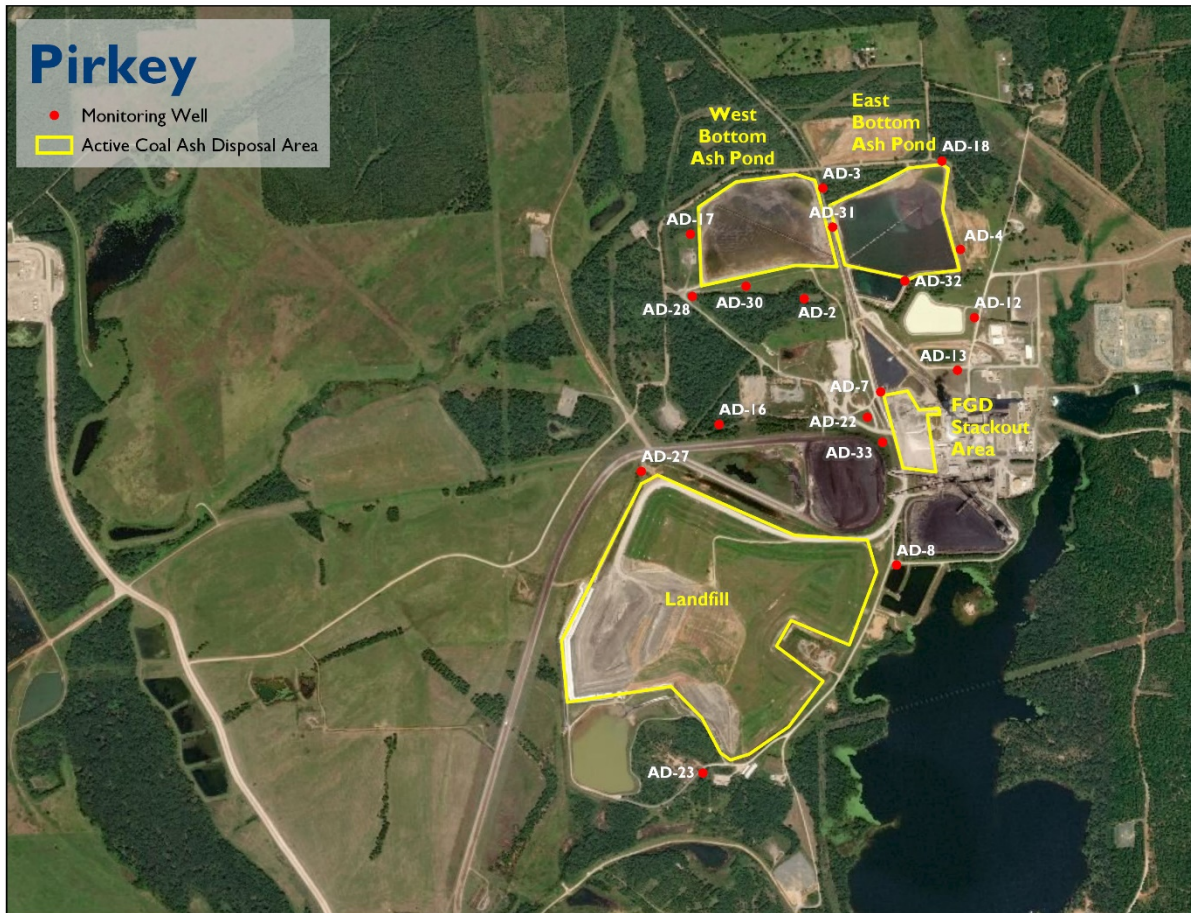 Pirkey
Monitoring Well
Active Coal Ash Disposal Area
West
Bottom
Ash Pond
East
Bottom
Ash Pond
AD-18
AD-3
AD-31
AD-17
AD-4
AD-32
AD-28
AD-30
AD-2
AD-12
AD-13
AD-7
FGD
Stackout
Area
AD-16
AD-22
AD-33
AD-27
AD-8
Landfill
AD-23